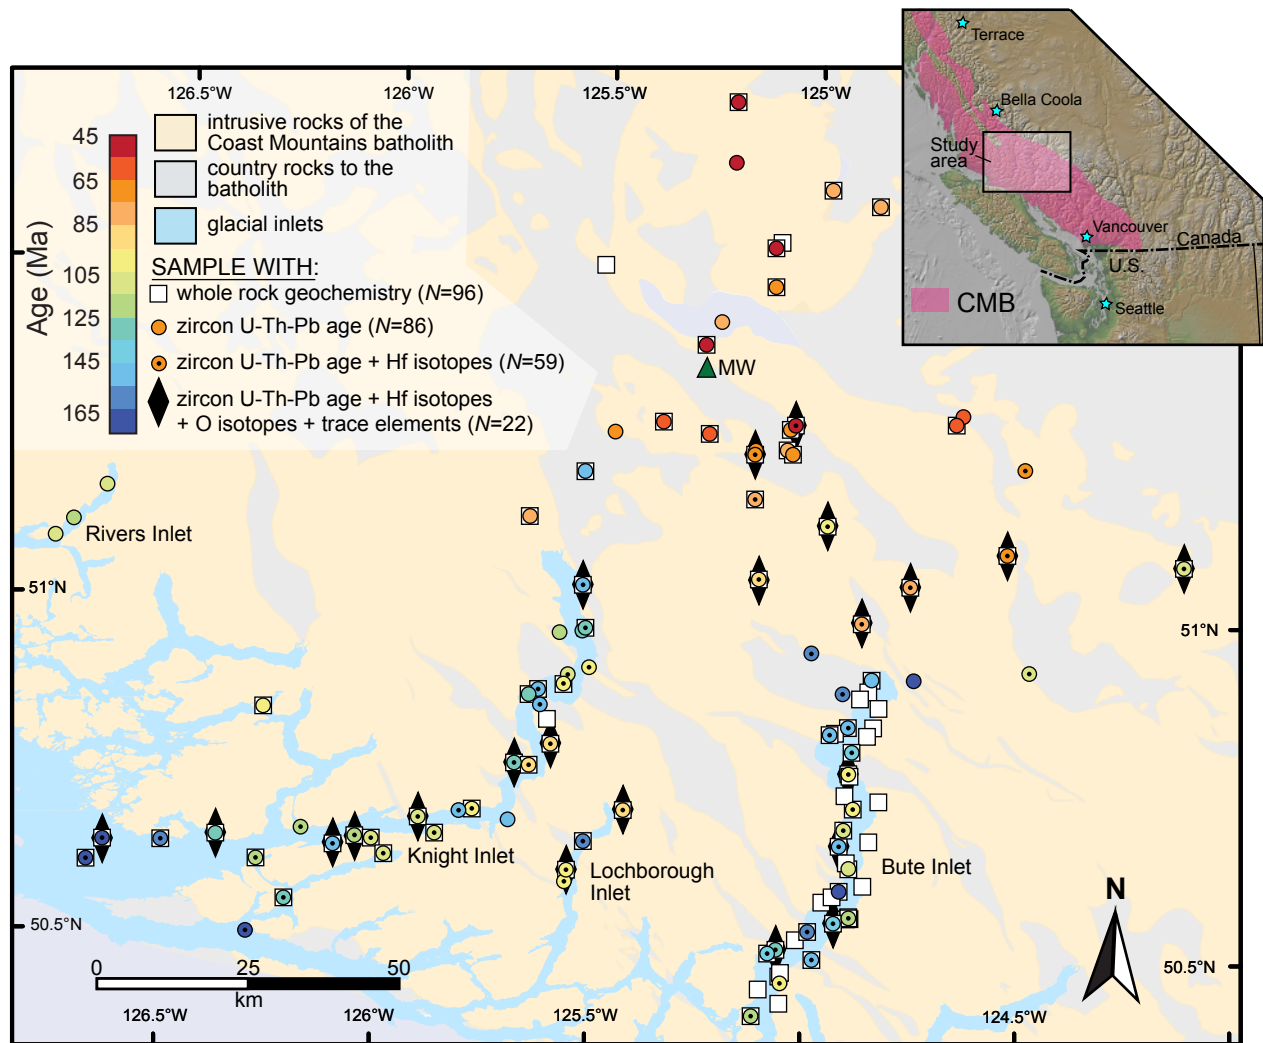 126.5°W
126°W
125.5°W
125°W
Terrace
Bella Coola
Study
area
Vancouver
Canada
U.S.
Seattle
CMB
Age (Ma)
45
65
85
105
125
145
165
intrusive rocks of the
Coast Mountains batholith
country rocks to the
batholith
glacial inlets
SAMPLE WITH:
whole rock geochemistry (N=96)
zircon U-Th-Pb age (N=86)
zircon U-Th-Pb age + Hf isotopes (N=59)
zircon U-Th-Pb age + Hf isotopes
+ O isotopes + trace elements (N=22)
MW
Rivers Inlet
51°N
51°N
Knight Inlet
Lochborough
Inlet
Bute Inlet
N
50.5°N
50.5°N
0
25
50
km
126.5°W
126°W
125.5°W
124.5°W